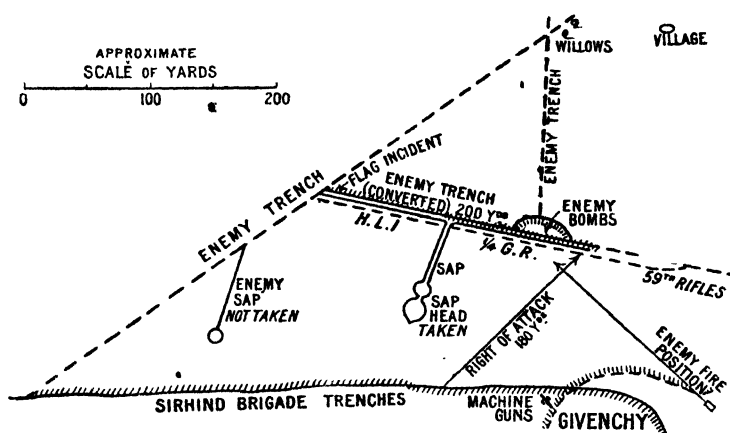 APPROXIMATE
SCALE OF YARDS
0 100 200
WILLOWS
VILLAGE
ENEMY TRENCH
ENEMY TRENCH
FLAG INCIDENT
ENEMY TRENCH
(CONVERTED) 200 YDS
ENEMY
BOMBS
H.L.I
1/4 G.R.
59TH RIFLES
ENEMY
SAP
NOT TAKEN
SAP
SAP
HEAD
TAKEN
RIGHT OF ATTACK
180 YDS
ENEMY FIRE
POSITION
SIRHIND BRIGADE TRENCHES
MACHINE
GUNS
GIVENCHY